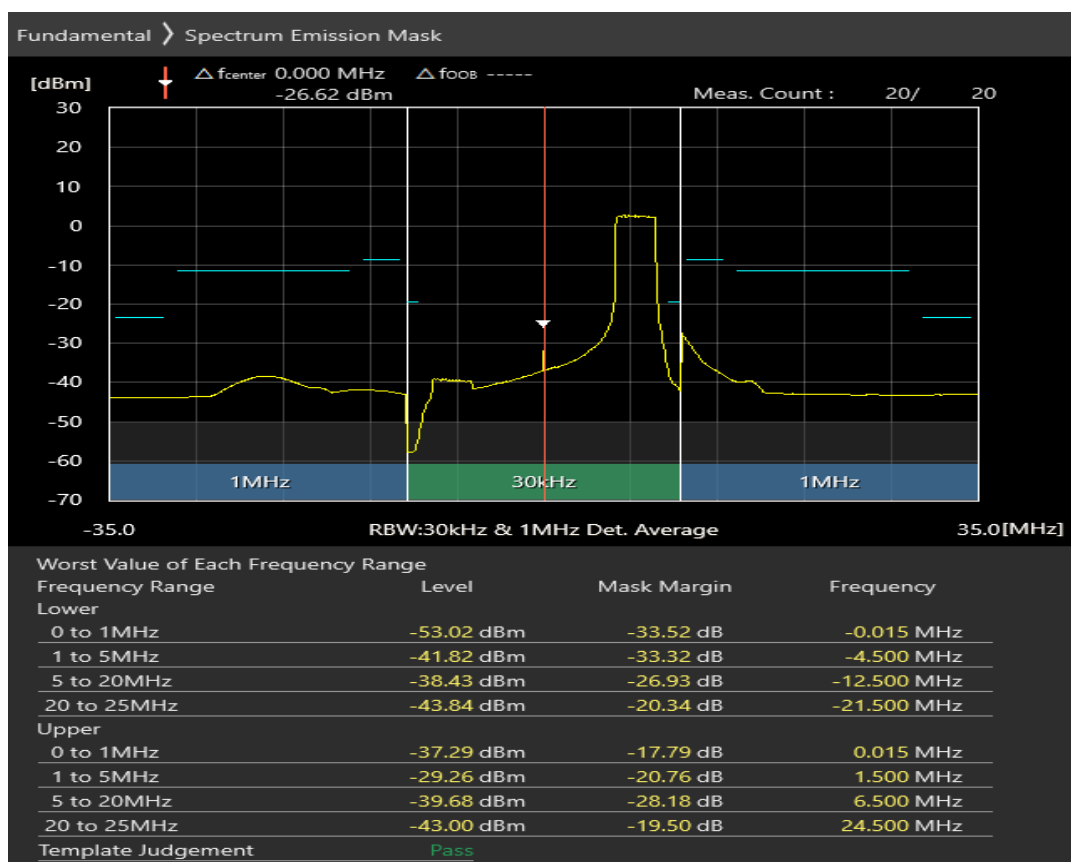 Fundamental ❯ Spectrum Emission Mask
[dBm] △ fcenter 0.000 MHz △ fOOB -----
-26.62 dBm Meas. Count : 20/ 20
30
20
10
0
-10
-20
-30
-40
-50
-60
-70
1MHz 30kHz 1MHz
-35.0 RBW:30kHz & 1MHz Det. Average 35.0[MHz]
Worst Value of Each Frequency Range
Frequency Range Level Mask Margin Frequency
Lower
0 to 1MHz -53.02 dBm -33.52 dB -0.015 MHz
1 to 5MHz -41.82 dBm -33.32 dB -4.500 MHz
5 to 20MHz -38.43 dBm -26.93 dB -12.500 MHz
20 to 25MHz -43.84 dBm -20.34 dB -21.500 MHz
Upper
0 to 1MHz -37.29 dBm -17.79 dB 0.015 MHz
1 to 5MHz -29.26 dBm -20.76 dB 1.500 MHz
5 to 20MHz -39.68 dBm -28.18 dB 6.500 MHz
20 to 25MHz -43.00 dBm -19.50 dB 24.500 MHz
Template Judgement Pass